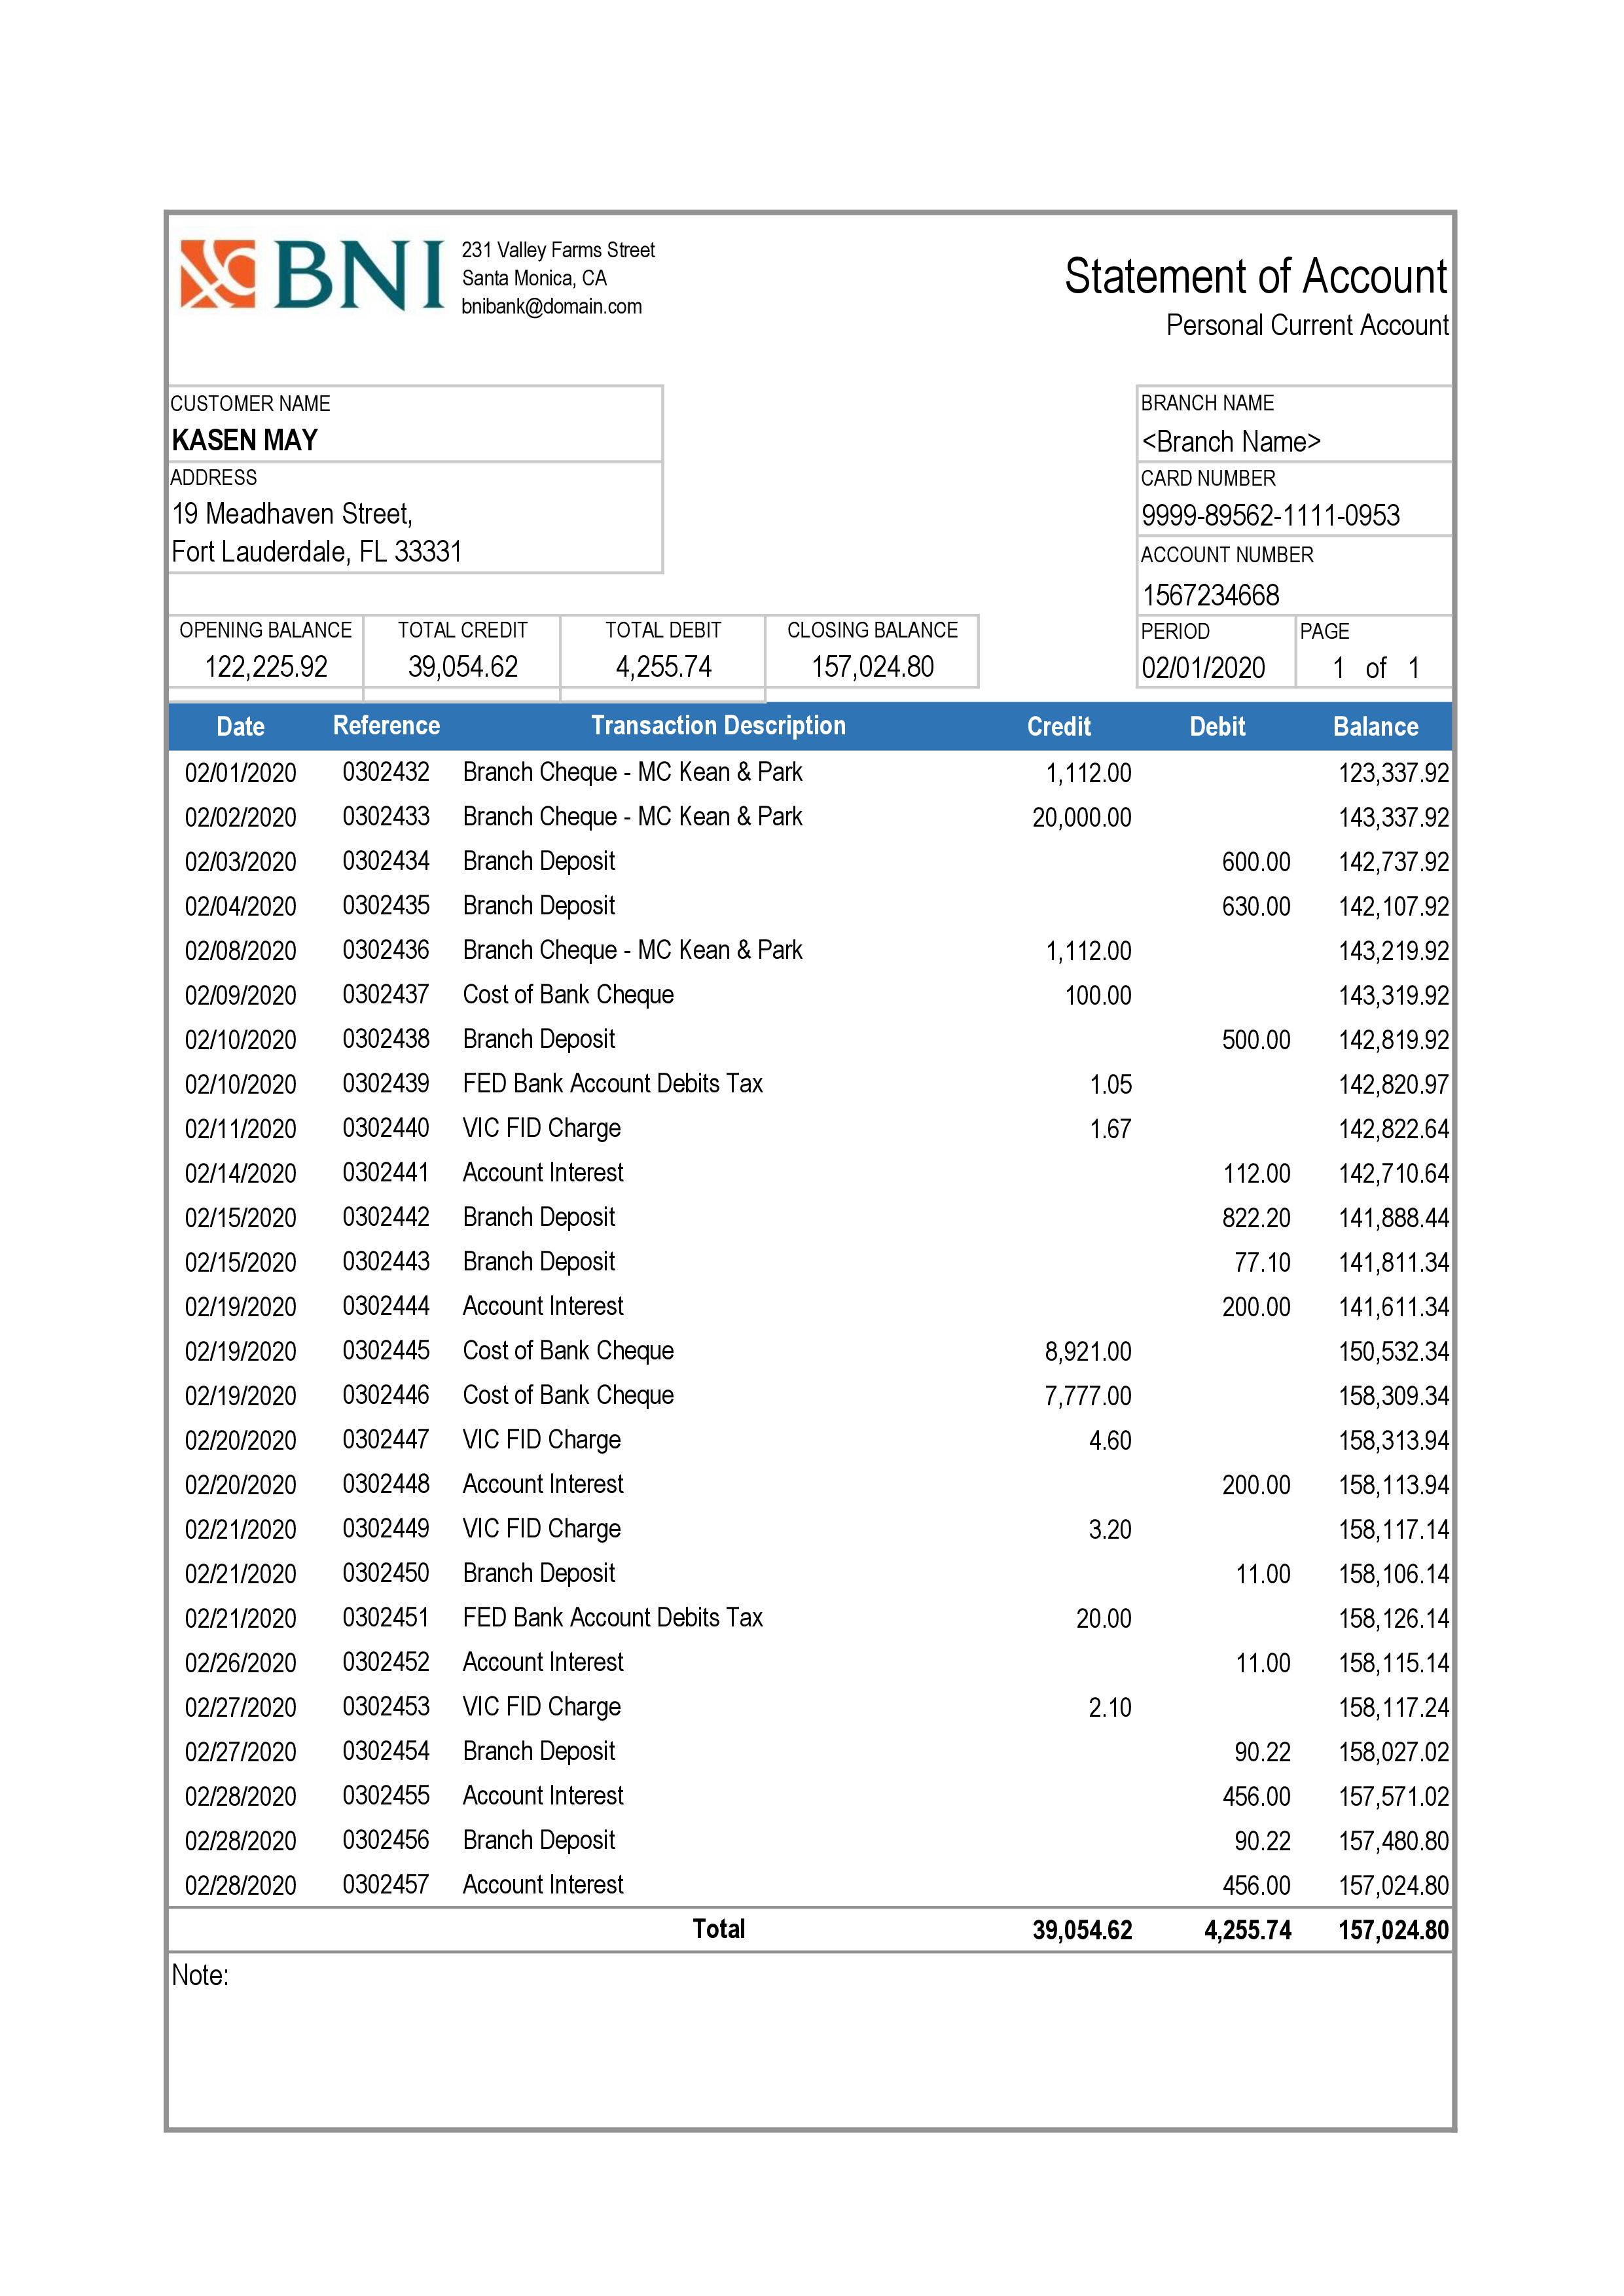 BNI
231 Valley Farms Street
Santa Monica, CA
bnibank@domain.com
Statement of Account
Personal Current Account
CUSTOMER NAME
KASEN MAY
ADDRESS
19 Meadhaven Street,
Fort Lauderdale, FL 33331
BRANCH NAME
<Branch Name>
CARD NUMBER
9999-89562-1111-0953
ACCOUNT NUMBER
1567234668
OPENING BALANCE TOTAL CREDIT TOTAL DEBIT CLOSING BALANCE PERIOD PAGE
122,225.92 39,054.62 4,255.74 157,024.80 02/01/2020 1 of 1
Date Reference Transaction Description Credit Debit Balance
02/01/2020 0302432 Branch Cheque - MC Kean & Park 1,112.00 123,337.92
02/02/2020 0302433 Branch Cheque - MC Kean & Park 20,000.00 143,337.92
02/03/2020 0302434 Branch Deposit 600.00 142,737.92
02/04/2020 0302435 Branch Deposit 630.00 142,107.92
02/08/2020 0302436 Branch Cheque - MC Kean & Park 1,112.00 143,219.92
02/09/2020 0302437 Cost of Bank Cheque 100.00 143,319.92
02/10/2020 0302438 Branch Deposit 500.00 142,819.92
02/10/2020 0302439 FED Bank Account Debits Tax 1.05 142,820.97
02/11/2020 0302440 VIC FID Charge 1.67 142,822.64
02/14/2020 0302441 Account Interest 112.00 142,710.64
02/15/2020 0302442 Branch Deposit 822.20 141,888.44
02/15/2020 0302443 Branch Deposit 77.10 141,811.34
02/19/2020 0302444 Account Interest 200.00 141,611.34
02/19/2020 0302445 Cost of Bank Cheque 8,921.00 150,532.34
02/19/2020 0302446 Cost of Bank Cheque 7,777.00 158,309.34
02/20/2020 0302447 VIC FID Charge 4.60 158,313.94
02/20/2020 0302448 Account Interest 200.00 158,113.94
02/21/2020 0302449 VIC FID Charge 3.20 158,117.14
02/21/2020 0302450 Branch Deposit 11.00 158,106.14
02/21/2020 0302451 FED Bank Account Debits Tax 20.00 158,126.14
02/26/2020 0302452 Account Interest 11.00 158,115.14
02/27/2020 0302453 VIC FID Charge 2.10 158,117.24
02/27/2020 0302454 Branch Deposit 90.22 158,027.02
02/28/2020 0302455 Account Interest 456.00 157,571.02
02/28/2020 0302456 Branch Deposit 90.22 157,480.80
02/28/2020 0302457 Account Interest 456.00 157,024.80
Total 39,054.62 4,255.74 157,024.80
Note: